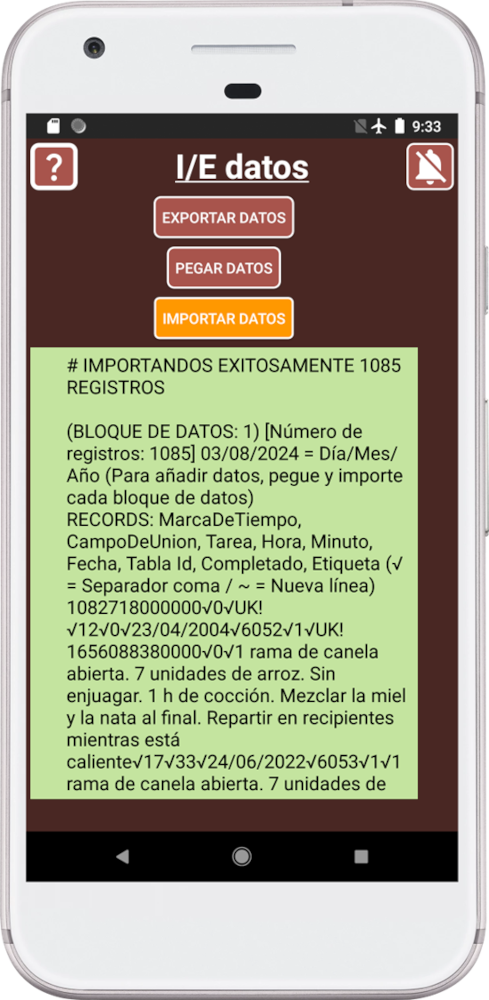 9:33
?
I/E datos
EXPORTAR DATOS
PEGAR DATOS
IMPORTAR DATOS
# IMPORTANDOS EXITOSAMENTE 1085
REGISTROS
(BLOQUE DE DATOS: 1) [Número de
registros: 1085] 03/08/2024 = Día/Mes/
Año (Para añadir datos, pegue y importe
cada bloque de datos)
RECORDS: MarcaDeTiempo,
CampoDeUnion, Tarea, Hora, Minuto,
Fecha, Tabla Id, Completado, Etiqueta (√
= Separador coma / ~ = Nueva línea)
1082718000000√0√UK!
√12√0√23/04/2004√6052√1√UK!
1656088380000√0√1 rama de canela
abierta. 7 unidades de arroz. Sin
enjuagar. 1 h de cocción. Mezclar la miel
y la nata al final. Repartir en recipientes
mientras está
caliente√17√33√24/06/2022√6053√1√1
rama de canela abierta. 7 unidades de